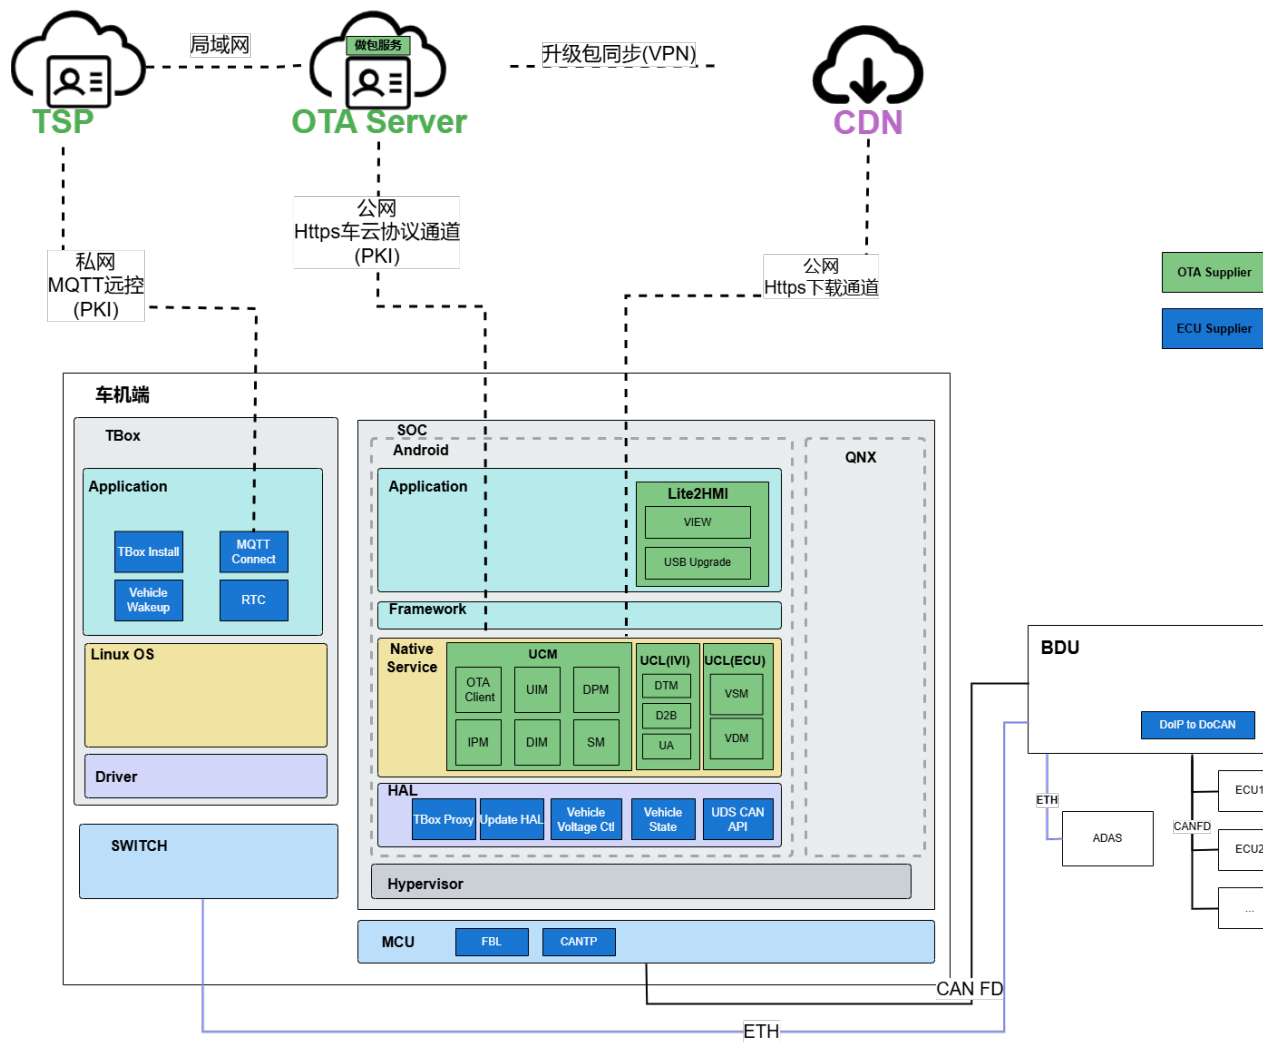 做包服务
局域网
升级包同步(VPN)
TSP
OTA Server
CDN
公网
Https车云协议通道
(PKI)
私网
MQTT远控
(PKI)
公网
Https下载通道
OTA Supplier
ECU Supplier
车机端
TBox
Application
TBox Install
MQTT
Connect
Vehicle
Wakeup
RTC
Linux OS
Driver
SWITCH
SOC
Android
QNX
Application
Lite2HMI
VIEW
USB Upgrade
Framework
Native
Service
UCM
OTA
Client
UIM
DPM
IPM
DIM
SM
UCL(IVI)
DTM
D2B
UA
UCL(ECU)
VSM
VDM
HAL
TBox Proxy
Update HAL
Vehicle
Voltage Ctl
Vehicle
State
UDS CAN
API
Hypervisor
MCU
FBL
CANTP
BDU
DoIP to DoCAN
ETH
ADAS
CANFD
ECU1
ECU2
...
CAN FD
ETH